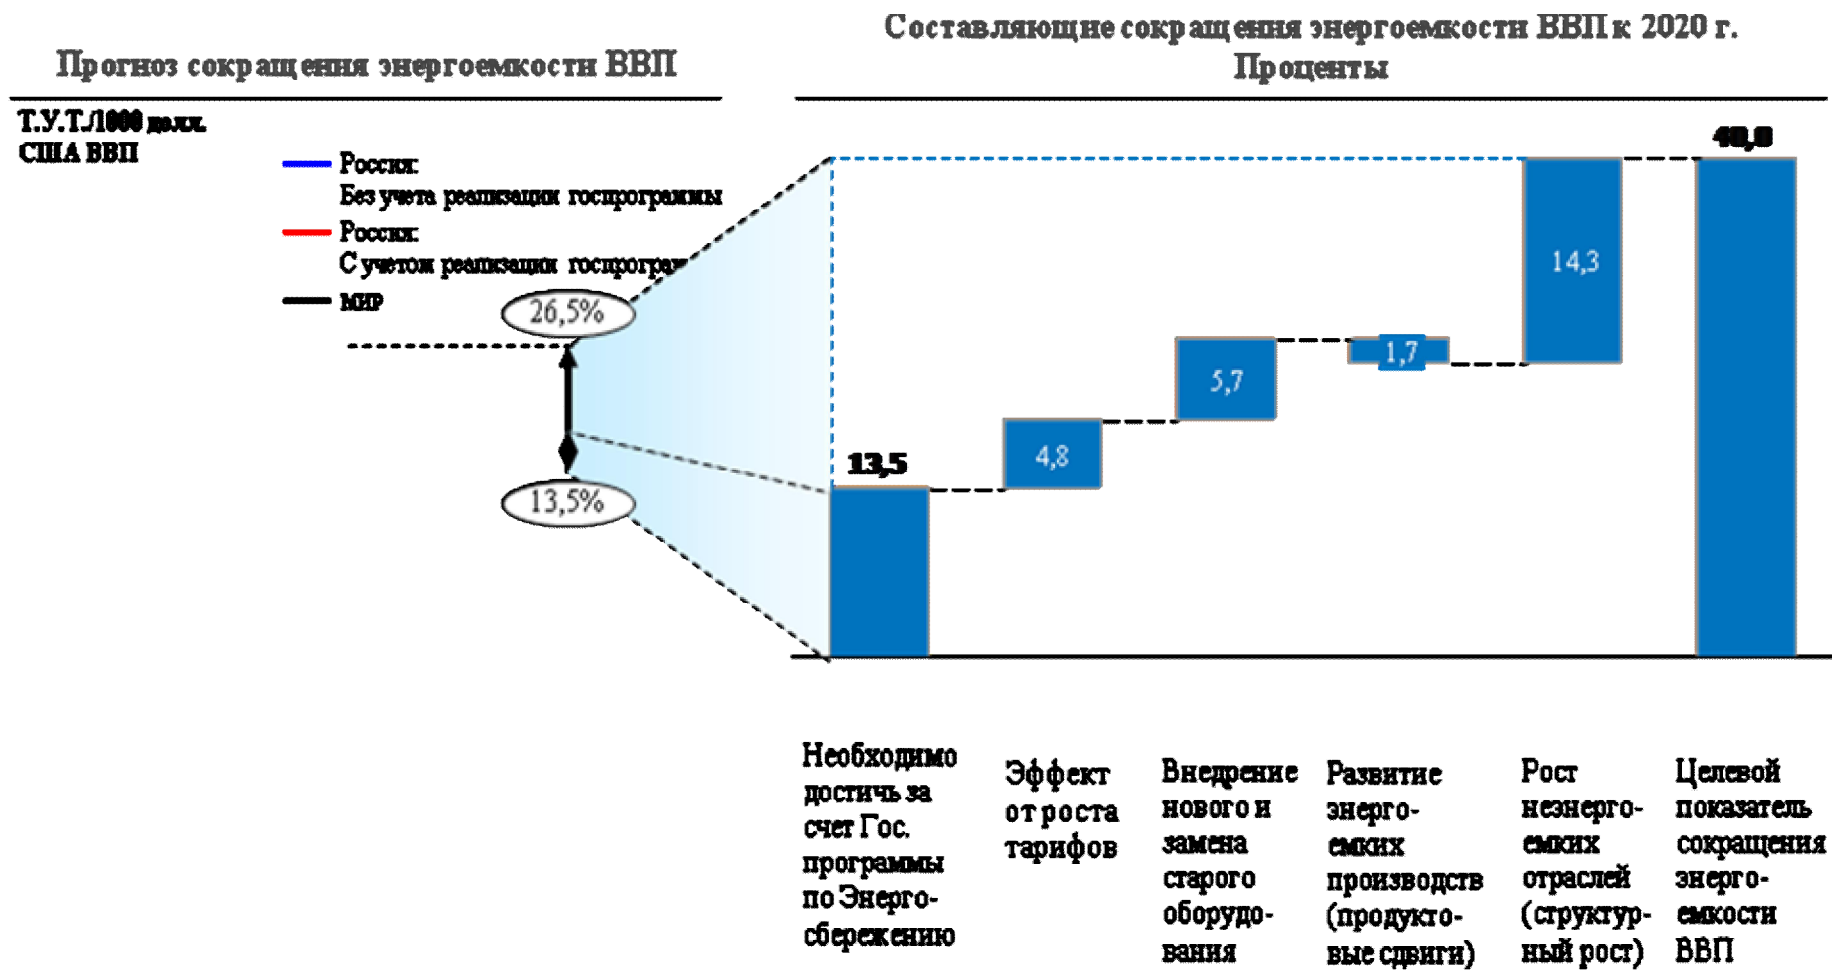 Прогноз сокращения энергоемкости ВВП
Т.У.Т./1000 долл.
США ВВП
Россия:
Без учета реализации госпрограммы
Россия:
С учетом реализации госпрограм
МИР
26,5%
13,5%
Составляющие сокращения энергоемкости ВВП к 2020 г.
Проценты
13,5
4,8
5,7
1,7
14,3
40,0
Необходимо
достичь за
счет Гос.
программы
по Энерго-
сбережению
Эффект
от роста
тарифов
Внедрение
нового и
замена
старого
оборудо-
вания
Развитие
энерго-
емких
производств
(продукто-
вые сдвиги)
Рост
неэнерго-
емких
отраслей
(структур-
ный рост)
Целевой
показатель
сокращения
энерго-
емкости
ВВП